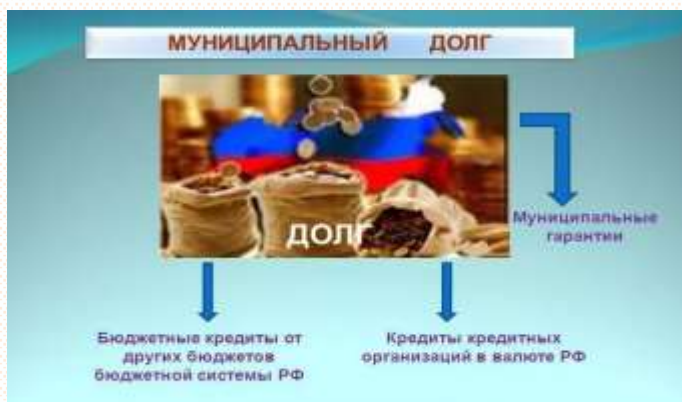 МУНИЦИПАЛЬНЫЙ ДОЛГ
ДОЛГ
Муниципальные
гарантии
Бюджетные кредиты от
других бюджетов
бюджетной системы РФ
Кредиты кредитных
организаций в валюте РФ